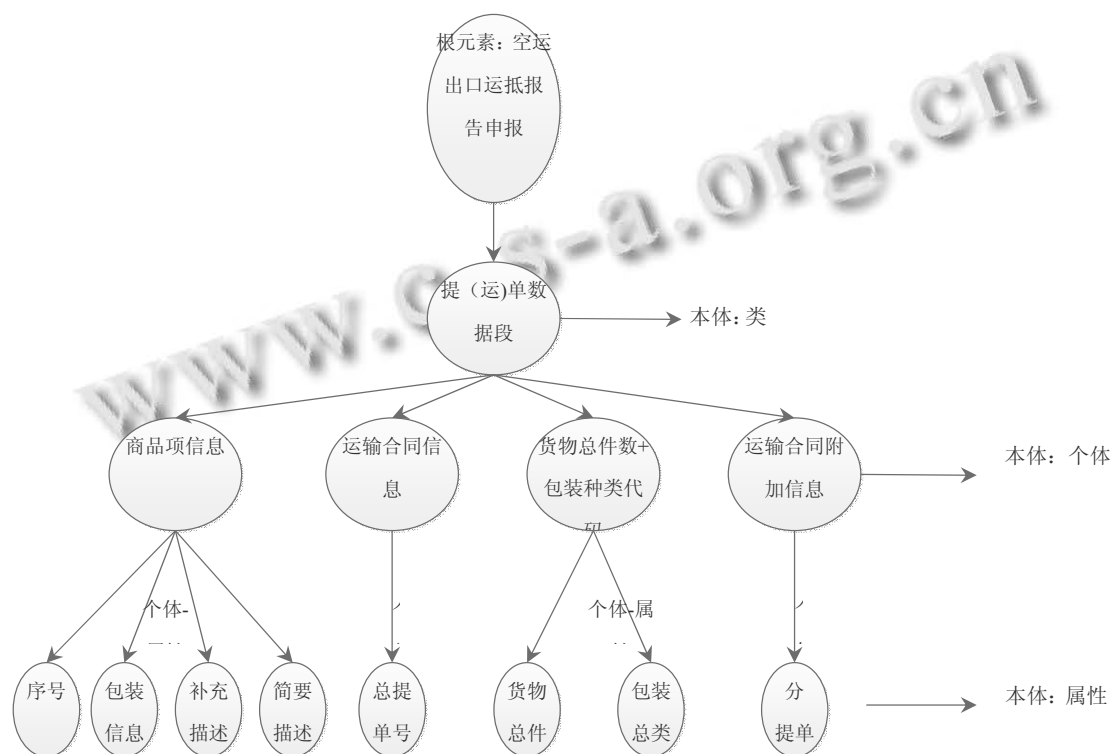 根元素：空运
出口运抵报
告申报
www.c-s-a.org.cn
提（运)单数
据段
本体：类
商品项信息
运输合同信
息
货物总件数+
包装种类代
码
运输合同附
加信息
本体：个体
个体-
个体-属
序号
包装
信息
补充
描述
简要
描述
总提
单号
货物
总件
包装
总类
分
提单
本体：属性